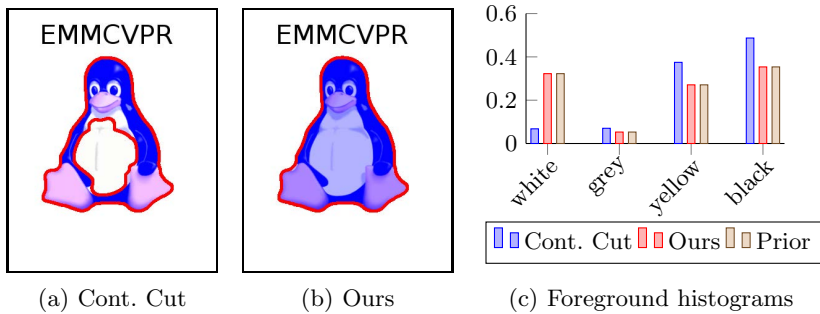 EMMCVPR
EMMCVPR
0.6
0.4
0.2
0
white
grey
yellow
black
Cont. Cut Ours Prior
(a) Cont. Cut
(b) Ours
(c) Foreground histograms